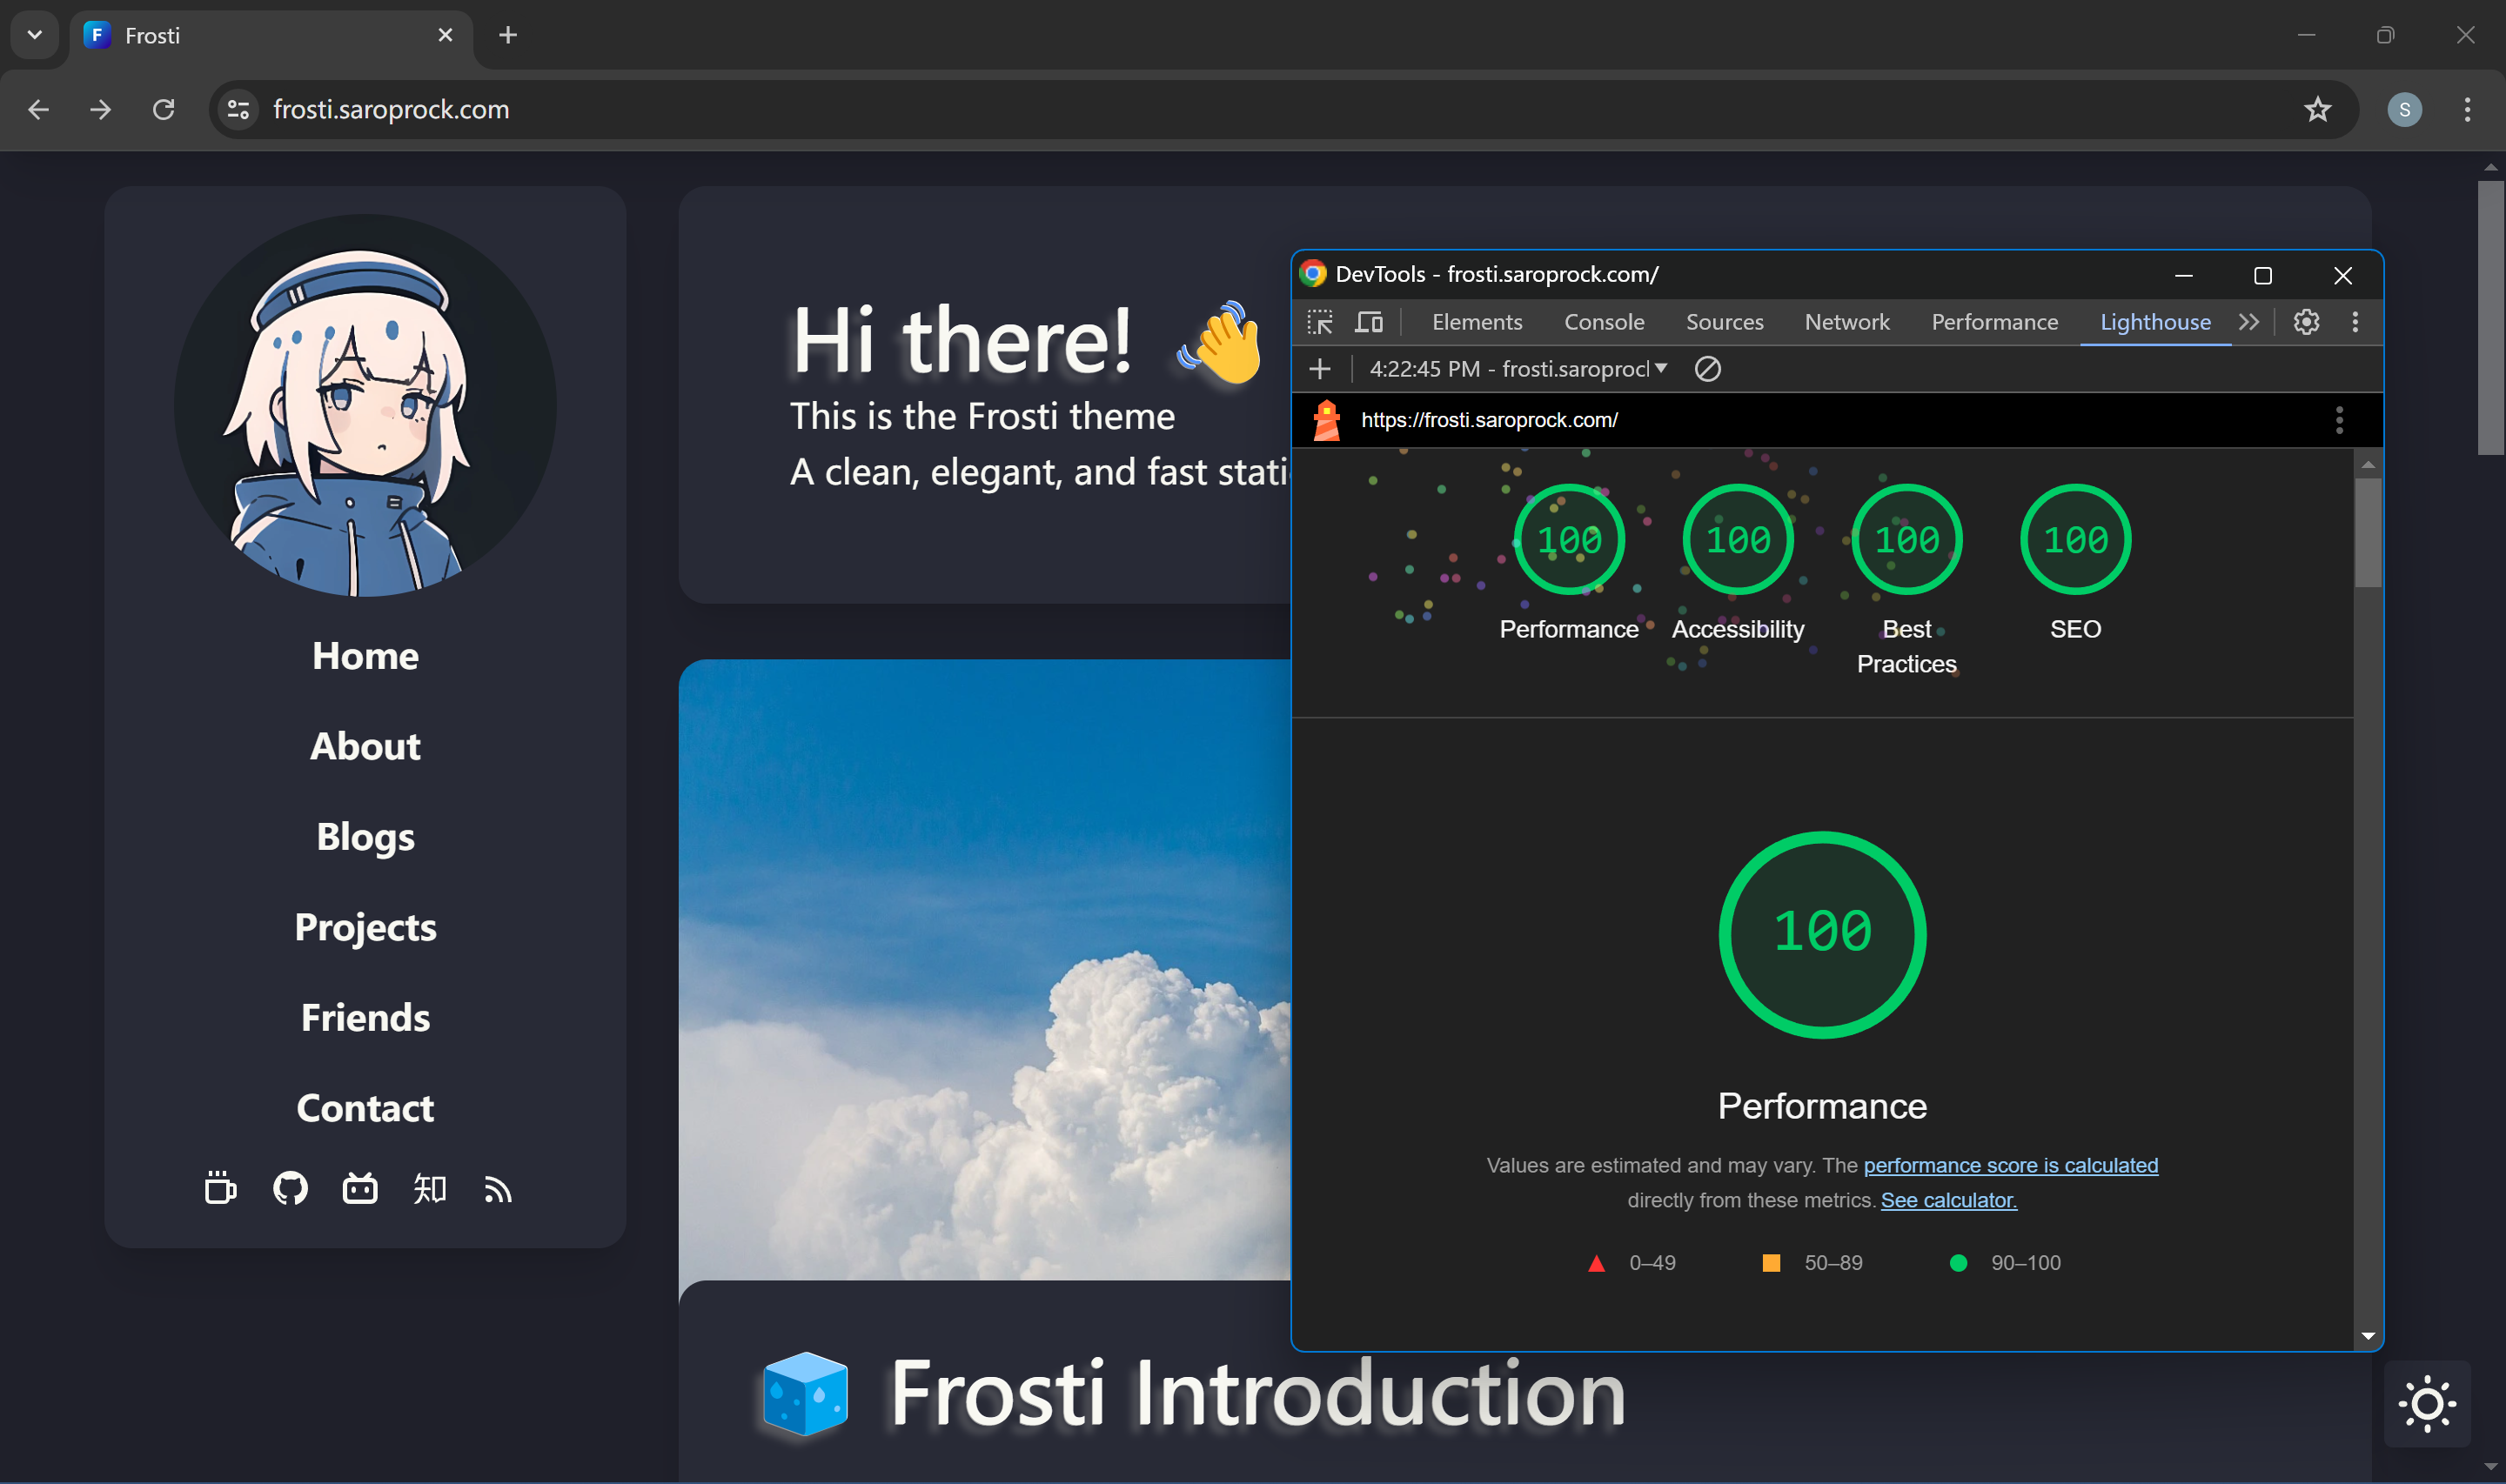 F Frosti
frosti.saroprock.com
S
Home
About
Blogs
Projects
Friends
Contact
知
Hi there! 👋
This is the Frosti theme
A clean, elegant, and fast stati
Frosti Introduction
DevTools - frosti.saroprock.com/
Elements Console Sources Network Performance Lighthouse
4:22:45 PM - frosti.saroprocl
https://frosti.saroprock.com/
100 100 100 100
Performance Accessibility Best Practices SEO
100
Performance
Values are estimated and may vary. The performance score is calculated
directly from these metrics. See calculator.
0–49 50–89 90–100